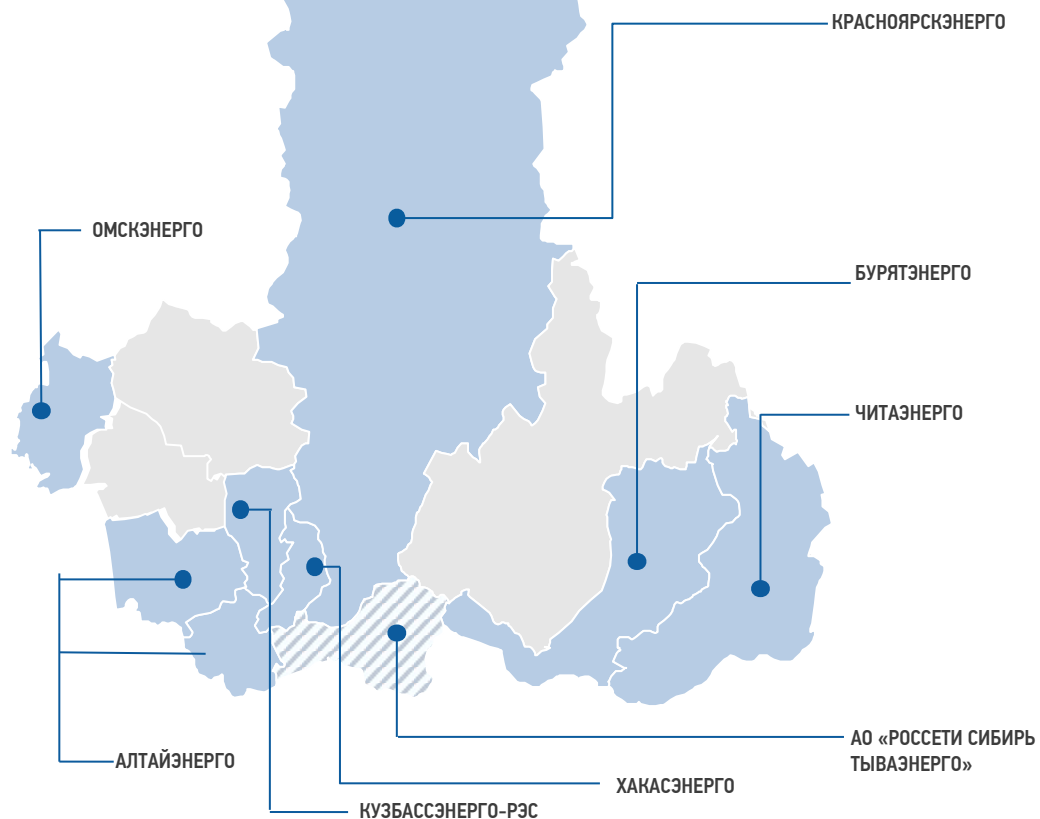 КРАСНОЯРСКЭНЕРГО
ОМСКЭНЕРГО
БУРЯТЭНЕРГО
ЧИТАЭНЕРГО
АО «РОССЕТИ СИБИРЬ
ТЫВАЭНЕРГО»
АЛТАЙЭНЕРГО
ХАКАСЭНЕРГО
КУЗБАССЭНЕРГО-РЭС